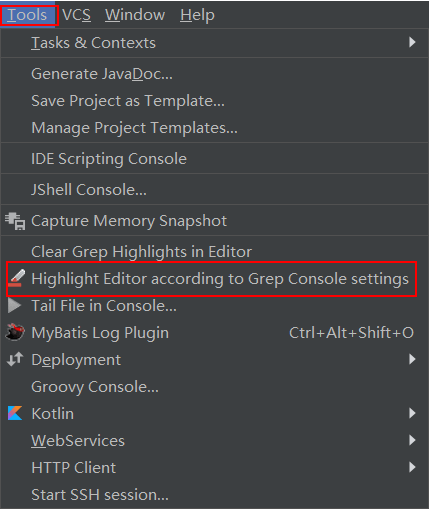 Tools VCS Window Help
Tasks & Contexts
Generate JavaDoc...
Save Project as Template...
Manage Project Templates...
IDE Scripting Console
JShell Console...
Capture Memory Snapshot
Clear Grep Highlights in Editor
Highlight Editor according to Grep Console settings
Tail File in Console...
MyBatis Log Plugin Ctrl+Alt+Shift+O
Deployment
Groovy Console...
Kotlin
WebServices
HTTP Client
Start SSH session...